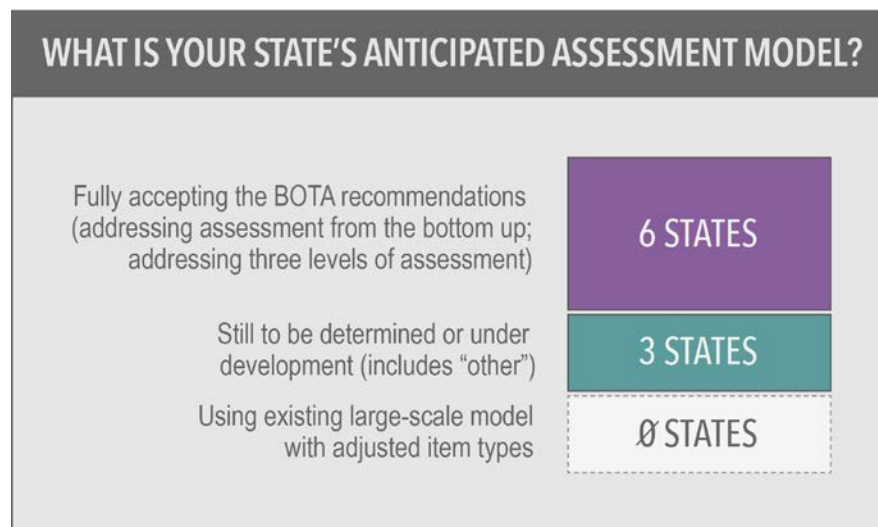 WHAT IS YOUR STATE'S ANTICIPATED ASSESSMENT MODEL?
Fully accepting the BOTA recommendations
(addressing assessment from the bottom up;
addressing three levels of assessment)
6 STATES
Still to be determined or under
development (includes “other”)
3 STATES
Using existing large-scale model
with adjusted item types
Ø STATES